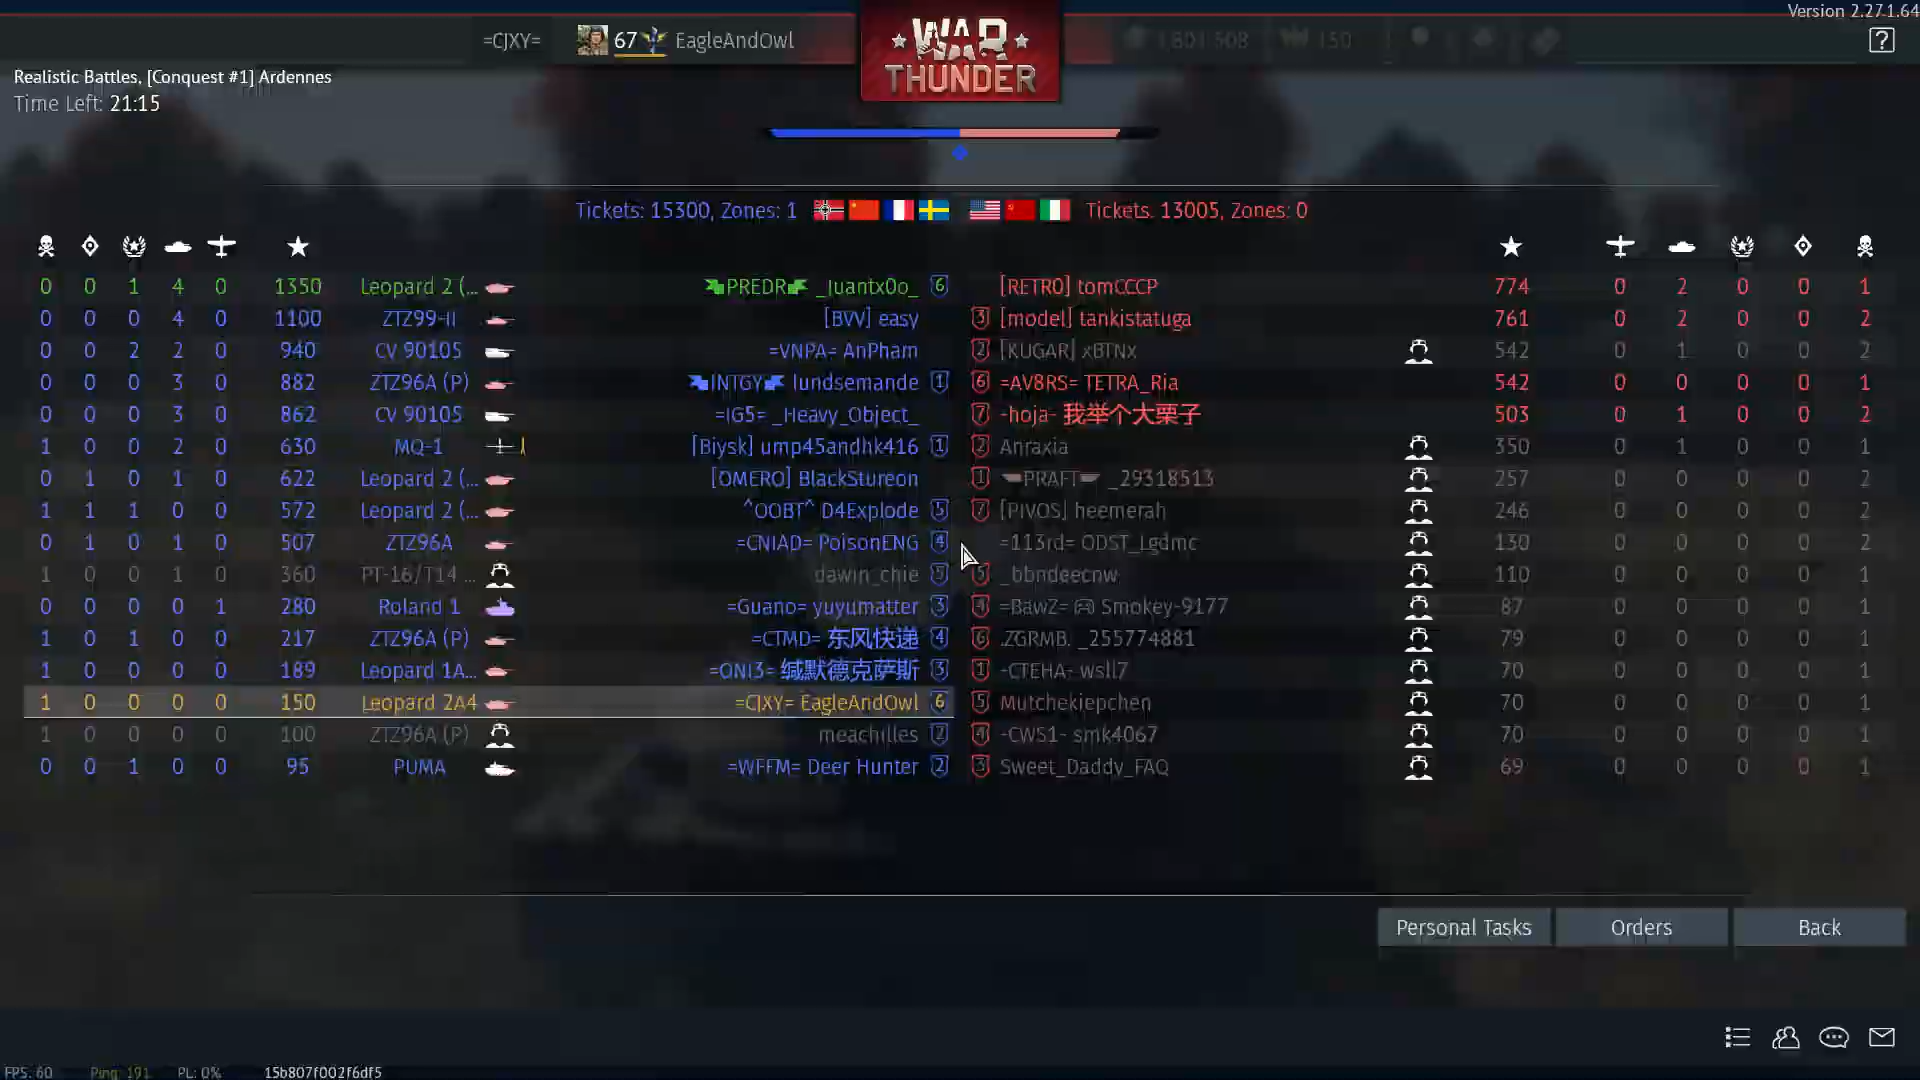 Version 2.27.1.64
=CJXY= 67 EagleAndOwl 1 801 508 150
WAR
THUNDER
?
Realistic Battles, [Conquest #1] Ardennes
Time Left: 21:15
Tickets: 15300, Zones: 1 Tickets: 13005, Zones: 0
0 0 1 4 0 1350 Leopard 2 (... PREDR _Juantx0o_ 6 [RETRO] tomCCCP 774 0 2 0 0 1
0 0 0 4 0 1100 ZTZ99-II [BVV] easy 3 [model] tankistatuga 761 0 2 0 0 2
0 0 2 2 0 940 CV 90105 =VNPA= AnPham 2 [KUGAR] xBTNx 542 0 1 0 0 2
0 0 0 3 0 882 ZTZ96A (P) INTGY lundsemande 1 6 =AV8RS= TETRA_Ria 542 0 0 0 0 1
0 0 0 3 0 862 CV 90105 =IG5= _Heavy_Object_ 7 -hoja- 我举个大栗子 503 0 1 0 0 2
1 0 0 2 0 630 MQ-1 [Biysk] ump45andhk416 1 2 Anraxia 350 0 1 0 0 1
0 1 0 1 0 622 Leopard 2 (... [OMERO] BlackStureon 1 PRAFT _29318513 257 0 0 0 0 2
1 1 1 0 0 572 Leopard 2 (... ^OOBT^ D4Explode 5 7 [PIVOS] heemerah 246 0 0 0 0 2
0 1 0 1 0 507 ZTZ96A =CNIAD= PoisonENG 4 =113rd= ODST_Lgdmc 130 0 0 0 0 2
1 0 0 1 0 360 PT-16/T14 ... dawin_chie 5 5 _bbndeecnw 110 0 0 0 0 1
0 0 0 0 1 280 Roland 1 =Guano= yuyumatter 3 4 =BawZ= Smokey-9177 87 0 0 0 0 1
1 0 1 0 0 217 ZTZ96A (P) =CTMD= 东风快递 4 6 .ZGRMB. _255774881 79 0 0 0 0 1
1 0 0 0 0 189 Leopard 1A... =ONI3= 缄默德克萨斯 3 1 -CTEHA- wsll7 70 0 0 0 0 1
1 0 0 0 0 150 Leopard 2A4 =CJXY= EagleAndOwl 6 5 Mutchekiepchen 70 0 0 0 0 1
1 0 0 0 0 100 ZTZ96A (P) meachilles 2 4 -CWS1- smk4067 70 0 0 0 0 1
0 0 1 0 0 95 PUMA =WFFM= Deer Hunter 2 3 Sweet_Daddy_FAQ 69 0 0 0 0 1
Personal Tasks Orders Back
FPS: 60 Ping: 191 PL: 0% 15b807f002f6df5